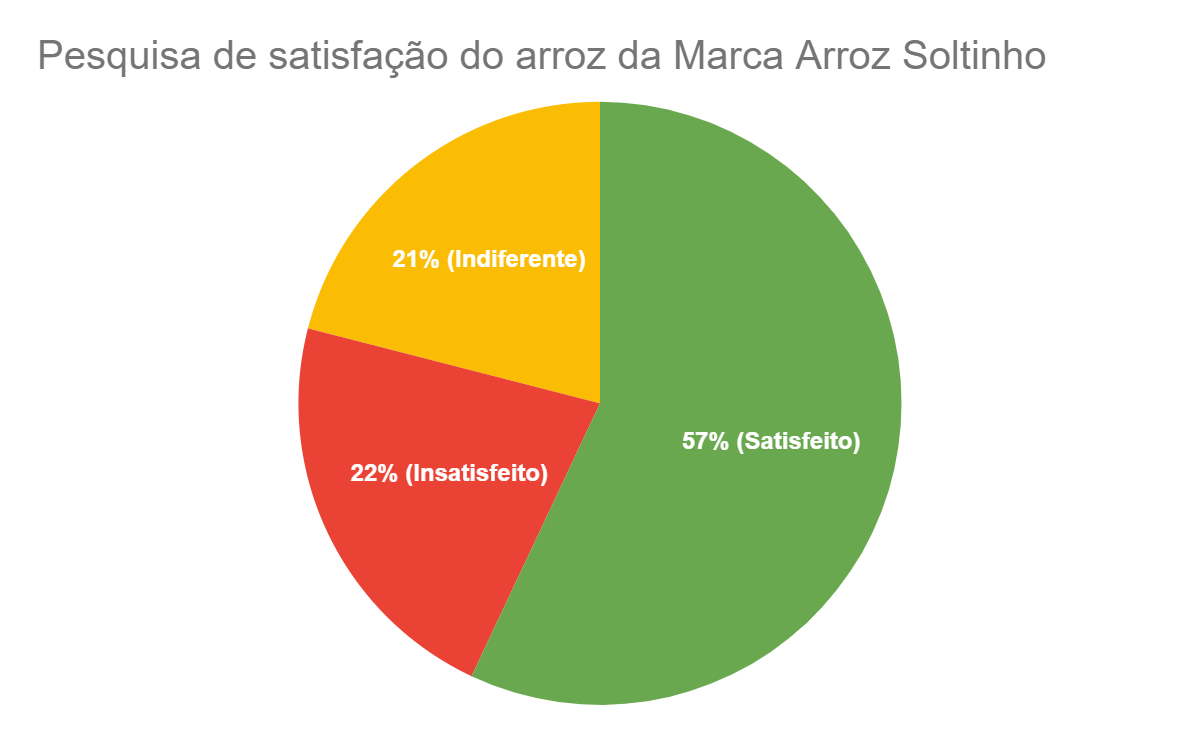 Pesquisa de satisfação do arroz da Marca Arroz Soltinho
21% (Indiferente)
57% (Satisfeito)
22% (Insatisfeito)